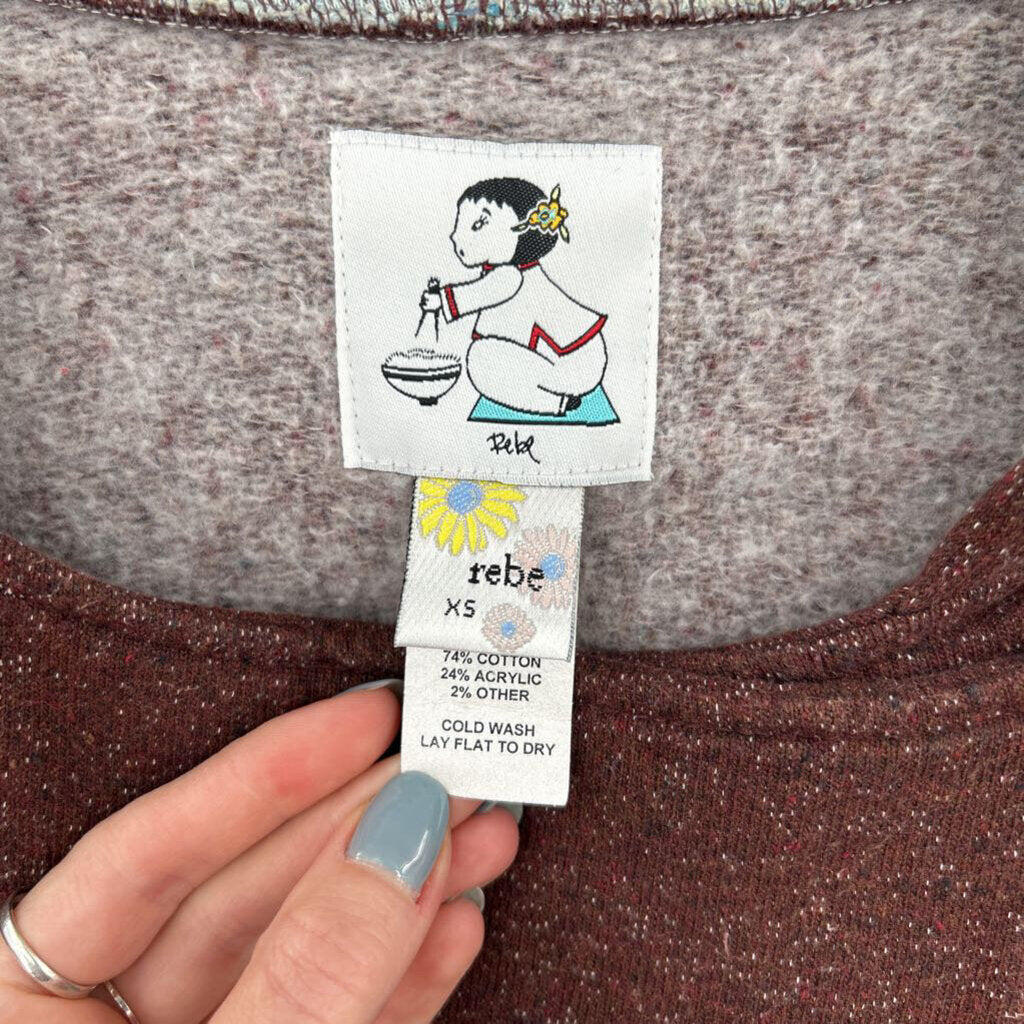 Rebe
rebe
XS
74% COTTON
24% ACRYLIC
2% OTHER
COLD WASH
LAY FLAT TO DRY